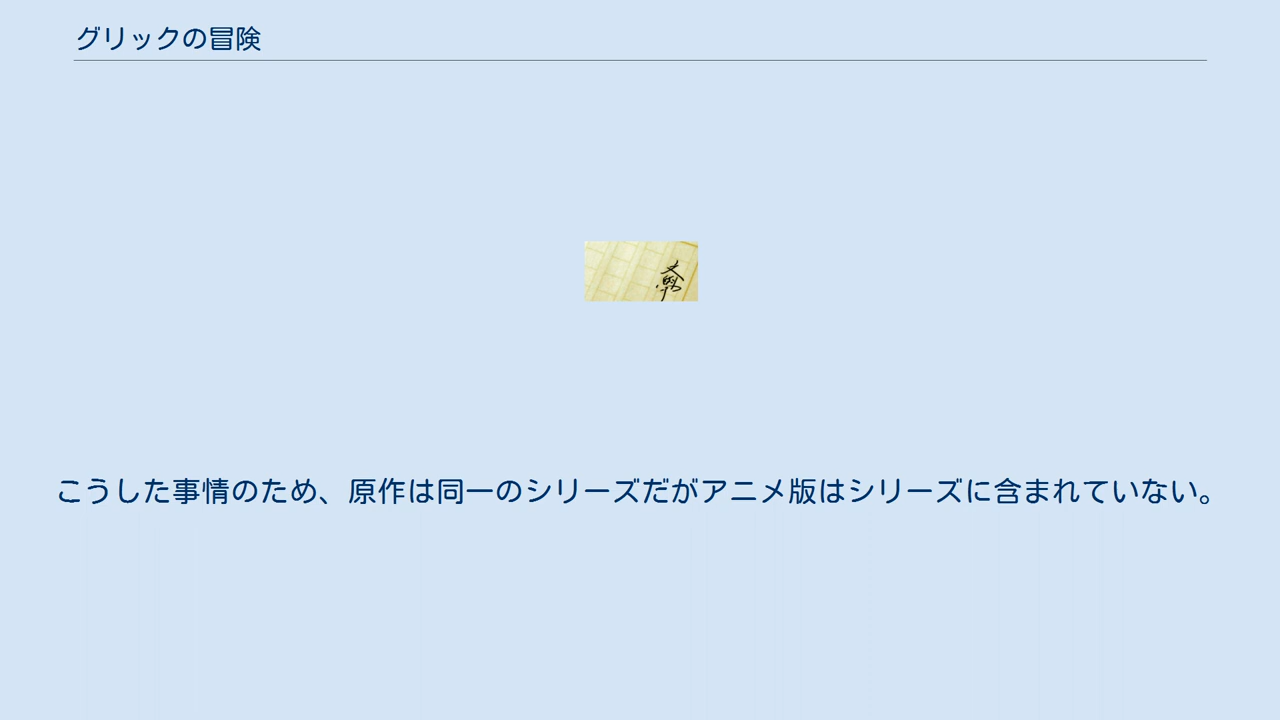 グリックの冒険
こうした事情のため、原作は同一のシリーズだがアニメ版はシリーズに含まれていない。